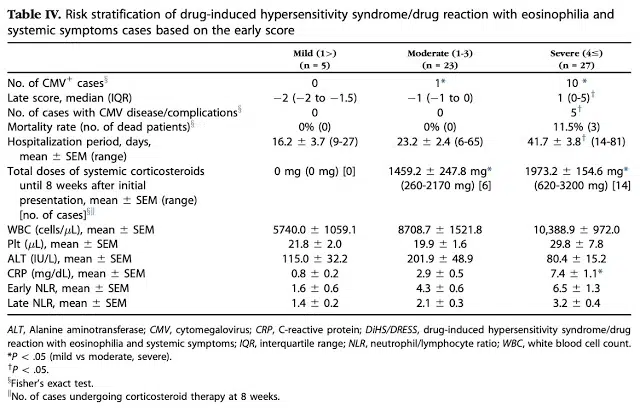 Table IV. Risk stratification of drug-induced hypersensitivity syndrome/drug reaction with eosinophilia and
systemic symptoms cases based on the early score
Mild (1>) Moderate (1-3) Severe (4≤)
(n = 5) (n = 23) (n = 27)
No. of CMV⁺ cases§ 0 1* 10 *
Late score, median (IQR) −2 (−2 to −1.5) −1 (−1 to 0) 1 (0-5)†
No. of cases with CMV disease/complications§ 0 0 5†
Mortality rate (no. of dead patients)§ 0% (0) 0% (0) 11.5% (3)
Hospitalization period, days, 16.2 ± 3.7 (9-27) 23.2 ± 2.4 (6-65) 41.7 ± 3.8† (14-81)
mean ± SEM (range)
Total doses of systemic corticosteroids 0 mg (0 mg) [0] 1459.2 ± 247.8 mg* 1973.2 ± 154.6 mg*
until 8 weeks after initial (260-2170 mg) [6] (620-3200 mg) [14]
presentation, mean ± SEM (range)
[no. of cases]§‖
WBC (cells/μL), mean ± SEM 5740.0 ± 1059.1 8708.7 ± 1521.8 10,388.9 ± 972.0
Plt (μL), mean ± SEM 21.8 ± 2.0 19.9 ± 1.6 29.8 ± 7.8
ALT (IU/L), mean ± SEM 115.0 ± 32.2 201.9 ± 48.9 80.4 ± 15.2
CRP (mg/dL), mean ± SEM 0.8 ± 0.2 2.9 ± 0.5 7.4 ± 1.1*
Early NLR, mean ± SEM 1.6 ± 0.6 4.3 ± 0.6 6.5 ± 1.3
Late NLR, mean ± SEM 1.4 ± 0.2 2.1 ± 0.3 3.2 ± 0.4
ALT, Alanine aminotransferase; CMV, cytomegalovirus; CRP, C-reactive protein; DiHS/DRESS, drug-induced hypersensitivity syndrome/drug
reaction with eosinophilia and systemic symptoms; IQR, interquartile range; NLR, neutrophil/lymphocyte ratio; WBC, white blood cell count.
*P < .05 (mild vs moderate, severe).
†P < .05.
§Fisher's exact test.
‖No. of cases undergoing corticosteroid therapy at 8 weeks.